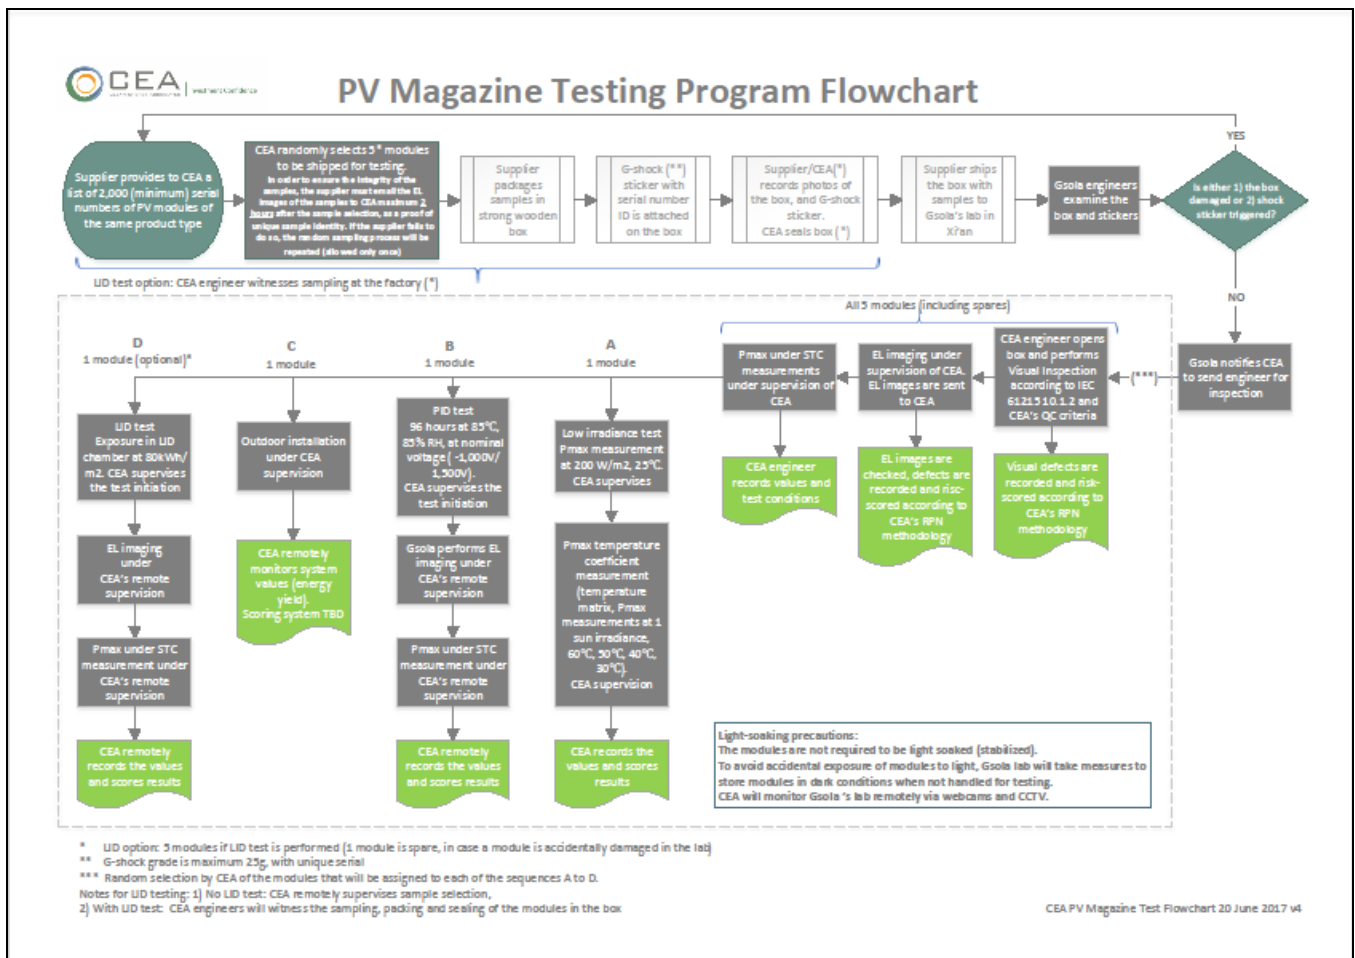 CEA
Investment Confidence
PV Magazine Testing Program Flowchart
YES
Supplier provides to CEA a
list of 2,000 (minimum) serial
numbers of PV modules of
the same product type
CEA randomly selects 5* modules
to be shipped for testing.
In order to ensure the integrity of the
samples, the supplier must email the EL
images of the samples to CEA maximum 2
hours after the sample selection, as a proof of
unique sample identity. If the supplier fails to
do so, the random sampling process will be
repeated (allowed only once)
Supplier
packages
samples in
strong wooden
box
G-shock (**)
sticker with
serial number
ID is attached
on the box
Supplier/CEA(*)
records photos of
the box, and G-shock
sticker.
CEA seals box (*)
Supplier ships
the box with
samples to
Gsola's lab in
Xi?an
Gsola engineers
examine the
box and stickers
Is either 1) the box
damaged or 2) shock
sticker triggered?
LID test option: CEA engineer witnesses sampling at the factory (*)
NO
All 5 modules (including spares)
D
1 module (optional)*
C
1 module
B
1 module
A
1 module
Pmax under STC
measurements
under supervision of
CEA
EL imaging under
supervision of CEA.
EL images are sent
to CEA
CEA engineer opens
box and performs
Visual Inspection
according to IEC
61215 10.1.2 and
CEA's QC criteria
(***)
Gsola notifies CEA
to send engineer for
inspection
LID test
Exposure in LID
chamber at 80kWh/
m2. CEA supervises
the test initiation
Outdoor installation
under CEA
supervision
PID test
96 hours at 85°C,
85% RH, at nominal
voltage ( -1,000V/
1,500V).
CEA supervises the
test initiation
Low irradiance test
Pmax measurement
at 200 W/m2, 25°C.
CEA supervises
CEA engineer
records values and
test conditions
EL images are
checked, defects are
recorded and risc-
scored according to
CEA's RPN
methodology
Visual defects are
recorded and risk-
scored according to
CEA's RPN
methodology
EL imaging
under
CEA's remote
supervision
CEA remotely
monitors system
values (energy
yield).
Scoring system TBD
Gsola performs EL
imaging under
CEA's remote
supervision
Pmax temperature
coefficient
measurement
(temperature
matrix, Pmax
measurements at 1
sun irradiance,
60°C, 50°C, 40°C,
30°C).
CEA supervision
Pmax under STC
measurement under
CEA's remote
supervision
Pmax under STC
measurement under
CEA's remote
supervision
CEA remotely
records the values
and scores results
CEA remotely
records the values
and scores results
CEA records the
values and scores
results
Light-soaking precautions:
The modules are not required to be light soaked (stabilized).
To avoid accidental exposure of modules to light, Gsola lab will take measures to
store modules in dark conditions when not handled for testing.
CEA will monitor Gsola 's lab remotely via webcams and CCTV.
* LID option: 5 modules if LID test is performed (1 module is spare, in case a module is accidentally damaged in the lab)
** G-shock grade is maximum 25g, with unique serial
*** Random selection by CEA of the modules that will be assigned to each of the sequences A to D.
Notes for LID testing: 1) No LID test: CEA remotely supervises sample selection,
2) With LID test: CEA engineers will witness the sampling, packing and sealing of the modules in the box
CEA PV Magazine Test Flowchart 20 June 2017 v4